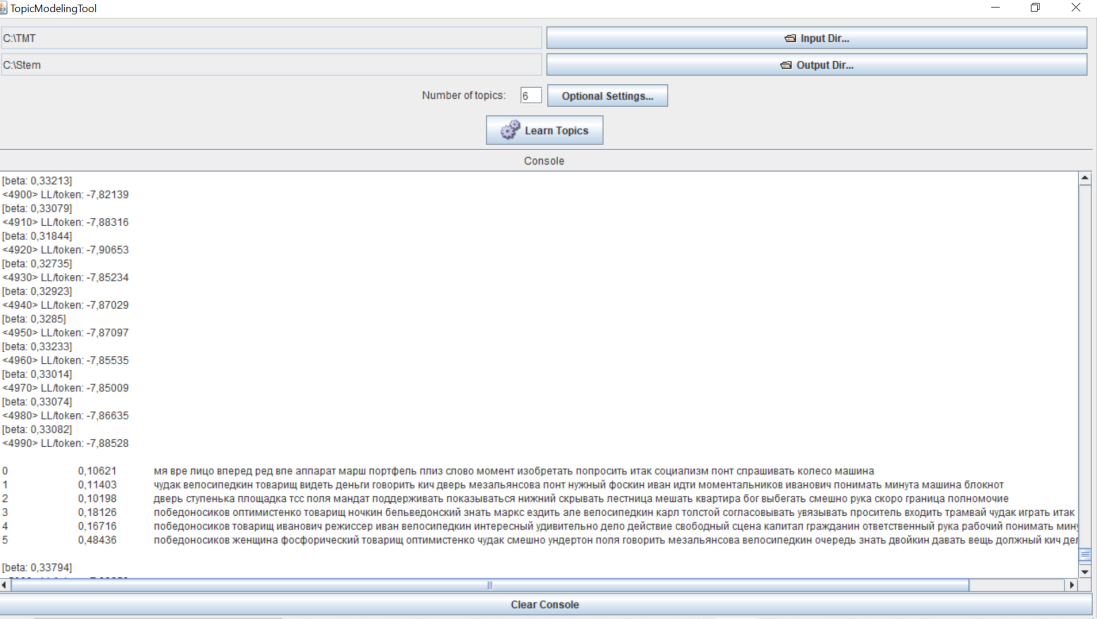 TopicModelingTool
C:\TMT
Input Dir...
C:\Stem
Output Dir...
Number of topics: 6 Optional Settings...
Learn Topics
Console
[beta: 0,33213]
<4900> LL/token: -7,82139
[beta: 0,33079]
<4910> LL/token: -7,88316
[beta: 0,31844]
<4920> LL/token: -7,90653
[beta: 0,32735]
<4930> LL/token: -7,85234
[beta: 0,32923]
<4940> LL/token: -7,87029
[beta: 0,3285]
<4950> LL/token: -7,87097
[beta: 0,33233]
<4960> LL/token: -7,85535
[beta: 0,33014]
<4970> LL/token: -7,85009
[beta: 0,33074]
<4980> LL/token: -7,86635
[beta: 0,33082]
<4990> LL/token: -7,88528
0 0,10621 мя вре лицо вперед ред впе аппарат марш портфель плиз слово момент изобретать попросить итак социализм понт спрашивать колесо машина
1 0,11403 чудак велосипедкин товарищ видеть деньги говорить кич дверь мезальянсова понт нужный фоскин иван идти моментальников иванович понимать минута машина блокнот
2 0,10198 дверь ступенька площадка тсс поля мандат поддерживать показываться нижний скрывать лестница мешать квартира бог выбегать смешно рука скоро граница полномочие
3 0,18126 победоносиков оптимистенко товарищ ночкин бельведонский знать маркс ездить але велосипедкин карл толстой согласовывать увязывать проситель входить трамвай чудак играть итак
4 0,16716 победоносиков товарищ иванович режиссер иван велосипедкин интересный удивительно дело действие свободный сцена капитал гражданин ответственный рука рабочий понимать мину
5 0,48436 победоносиков женщина фосфорический товарищ оптимистенко чудак смешно ундертон поля говорить мезальянсова велосипедкин очередь знать двойкин давать вещь должный кич дел
[beta: 0,33794]
Clear Console